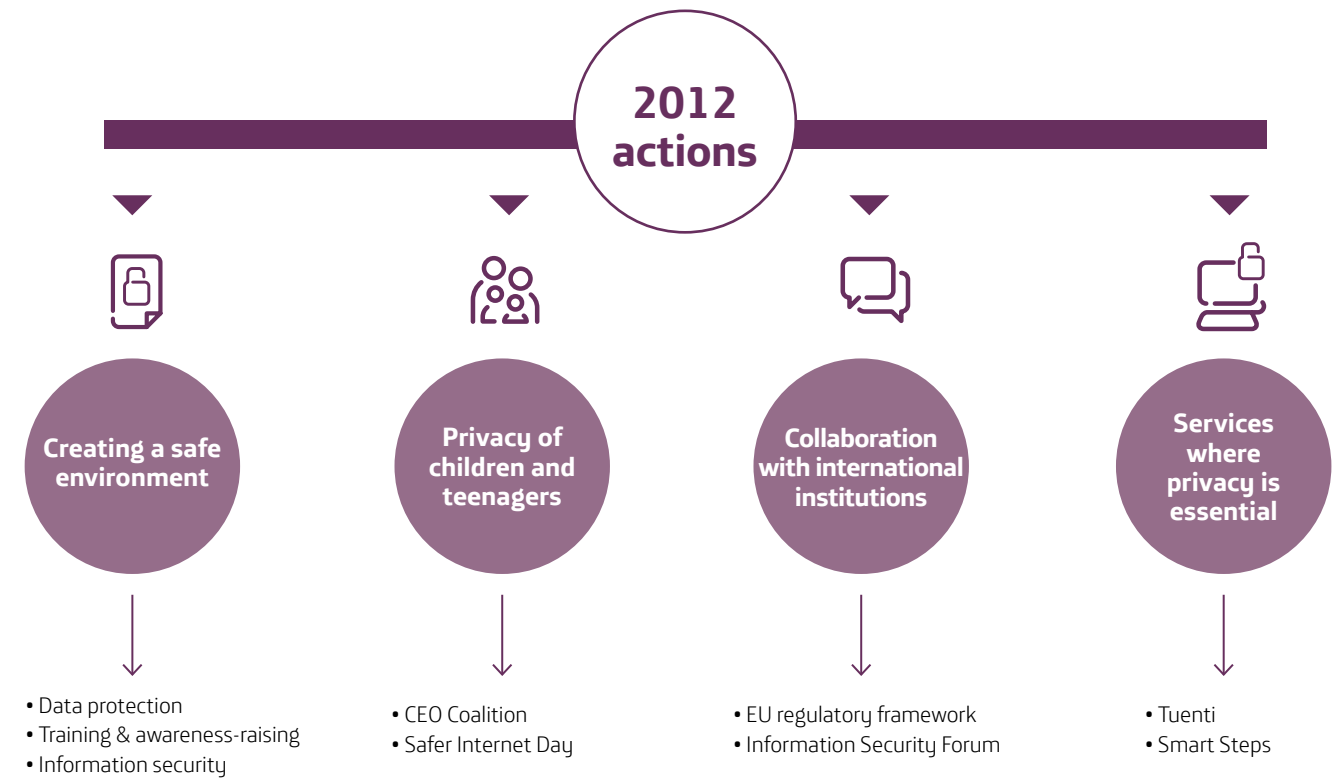 2012
actions
Creating a safe
environment
Privacy of
children and
teenagers
Collaboration
with international
institutions
Services
where
privacy is
essential
• Data protection
• Training & awareness-raising
• Information security
• CEO Coalition
• Safer Internet Day
• EU regulatory framework
• Information Security Forum
• Tuenti
• Smart Steps